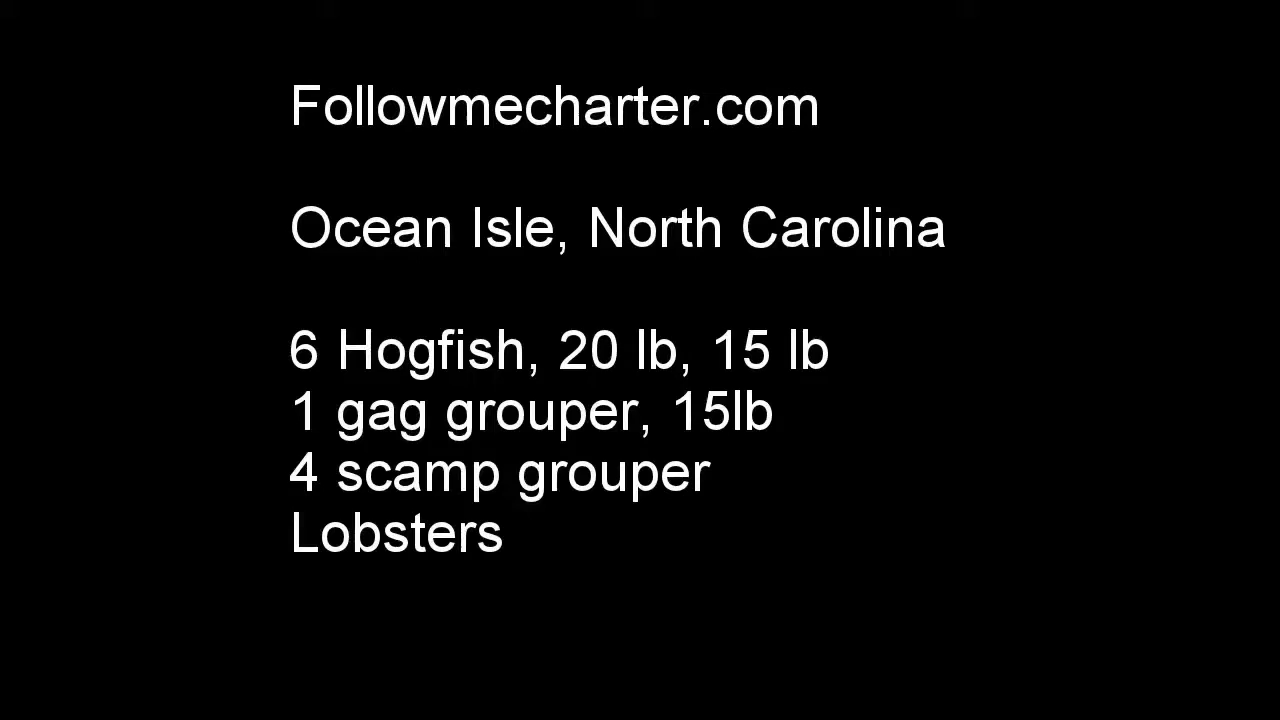 Followmecharter.com
Ocean Isle, North Carolina
6 Hogfish, 20 lb, 15 lb
1 gag grouper, 15lb
4 scamp grouper
Lobsters